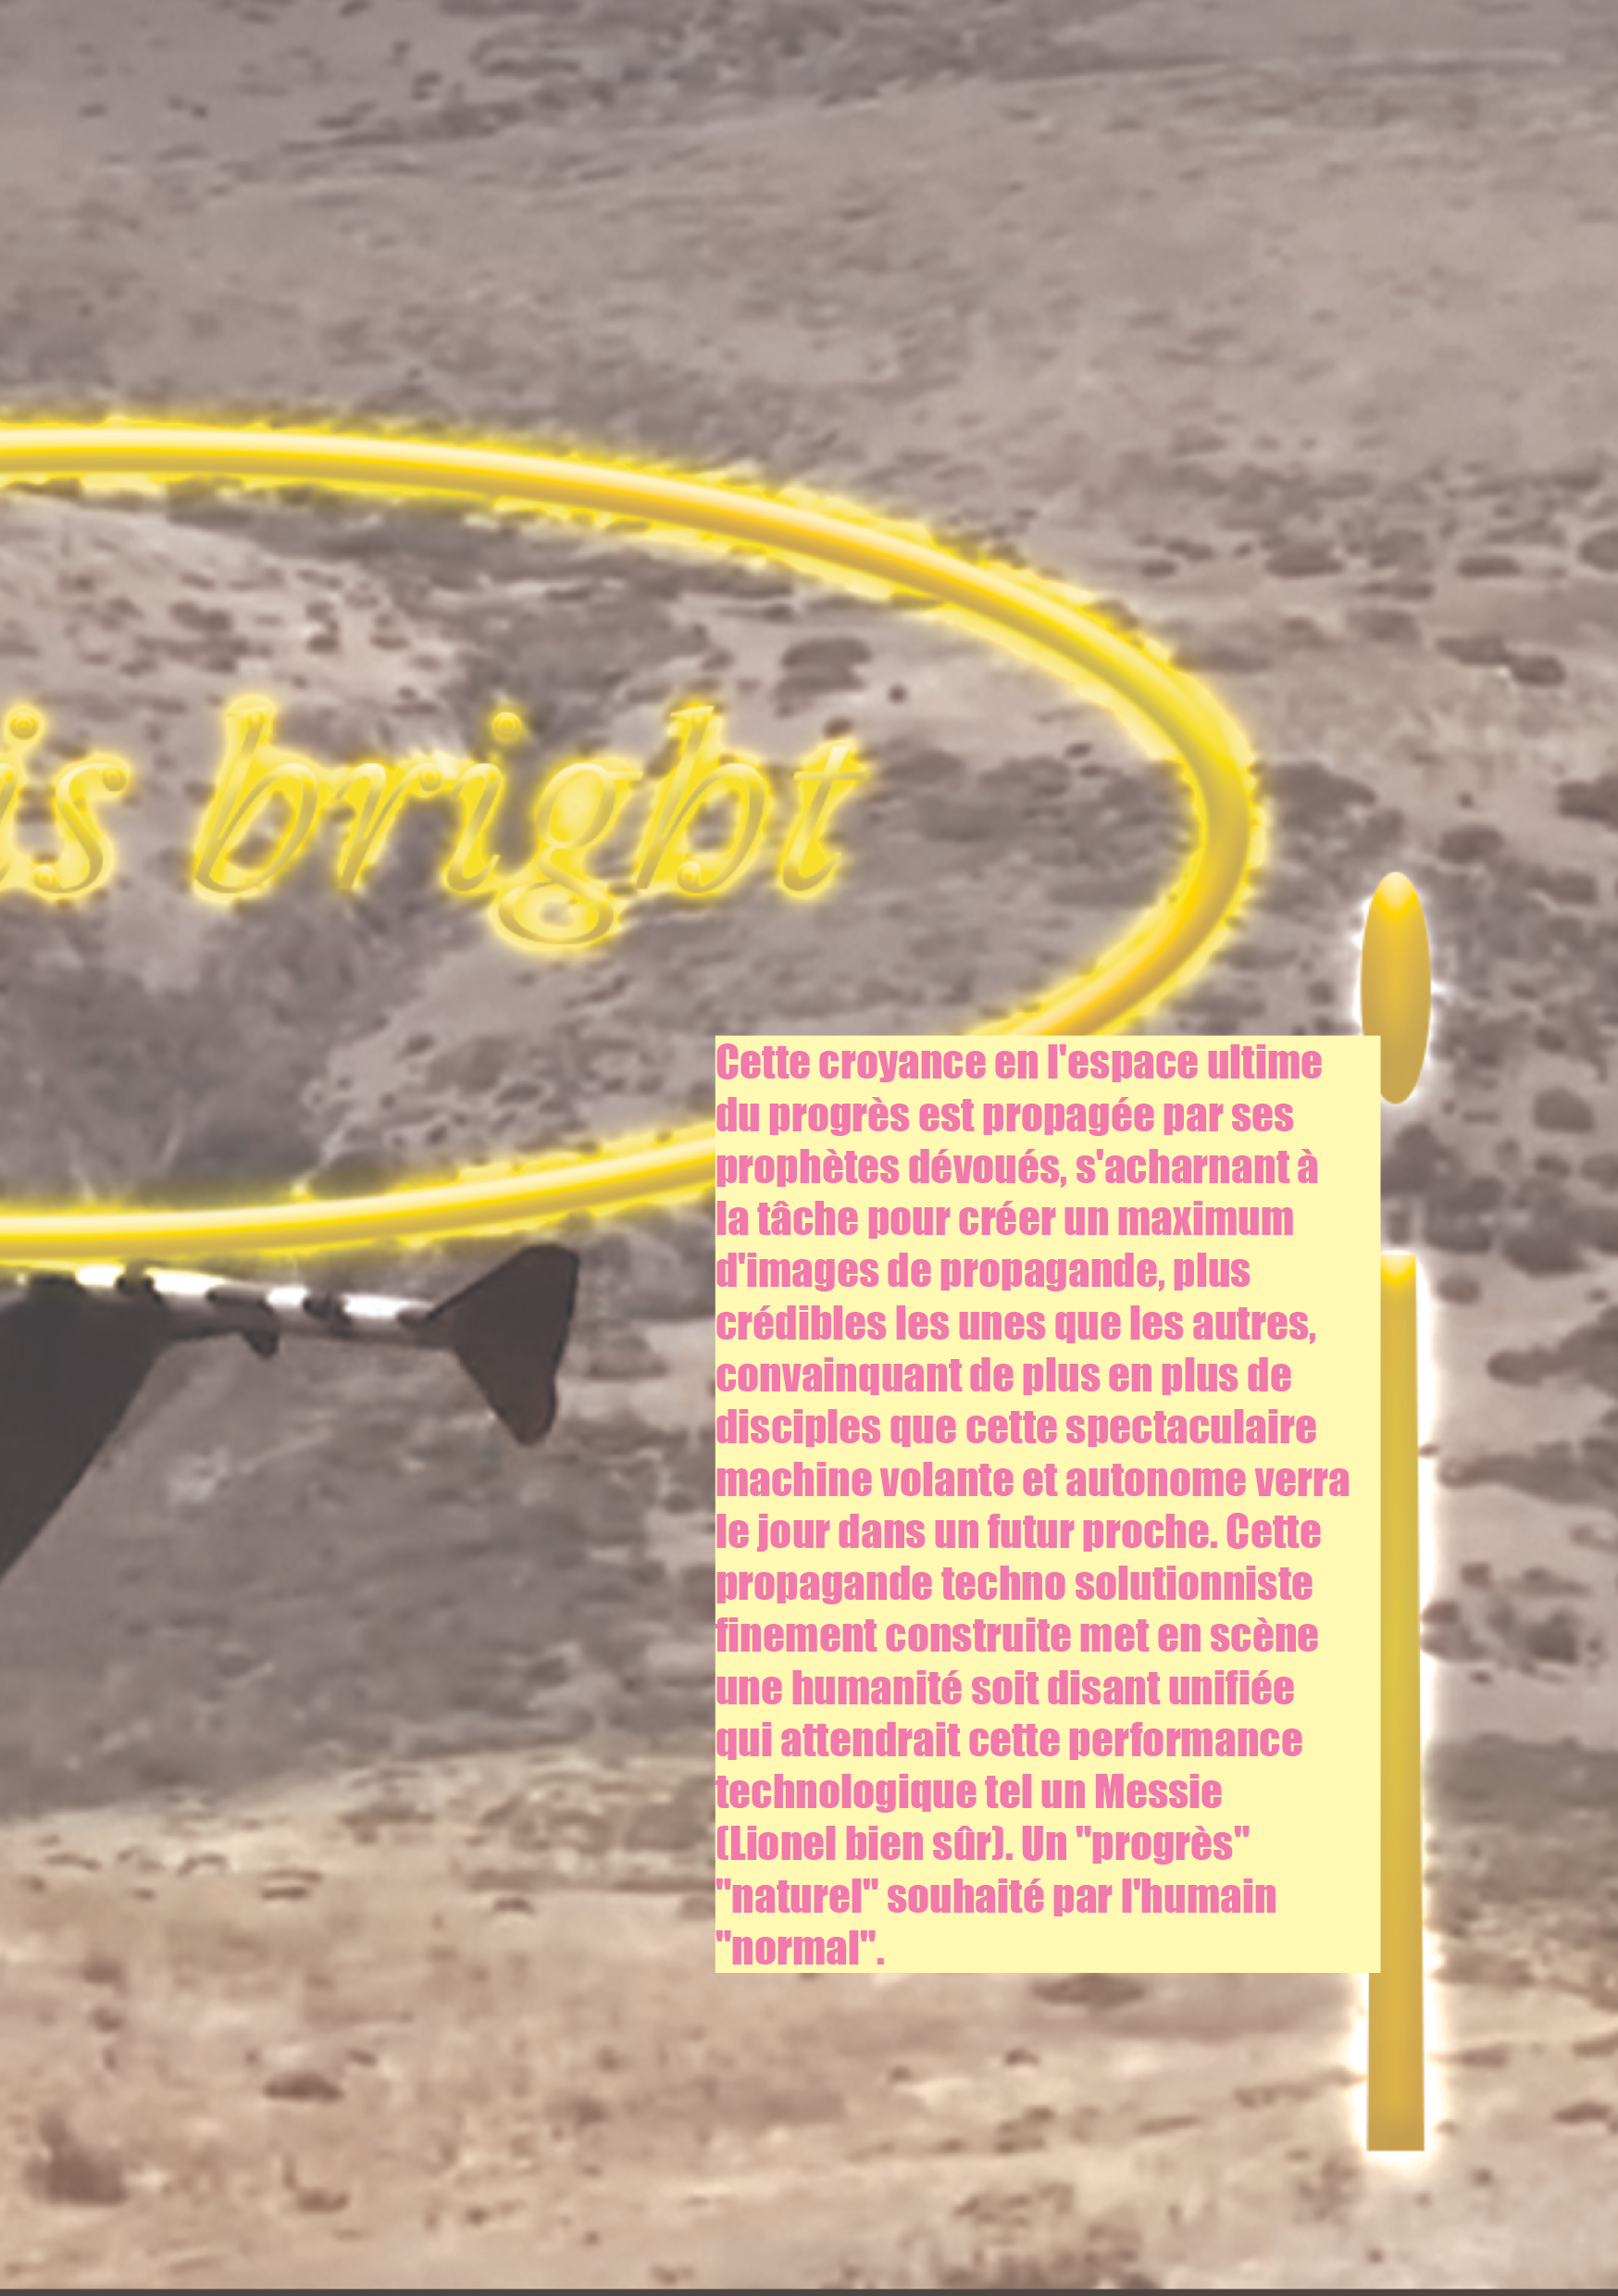 is bright
Cette croyance en l'espace ultime
du progrès est propagée par ses
prophètes dévoués, s'acharnant à
la tâche pour créer un maximum
d'images de propagande, plus
crédibles les unes que les autres,
convainquant de plus en plus de
disciples que cette spectaculaire
machine volante et autonome verra
le jour dans un futur proche. Cette
propagande techno solutionniste
finement construite met en scène
une humanité soit disant unifiée
qui attendrait cette performance
technologique tel un Messie
(Lionel bien sûr). Un "progrès"
"naturel" souhaité par l'humain
"normal".